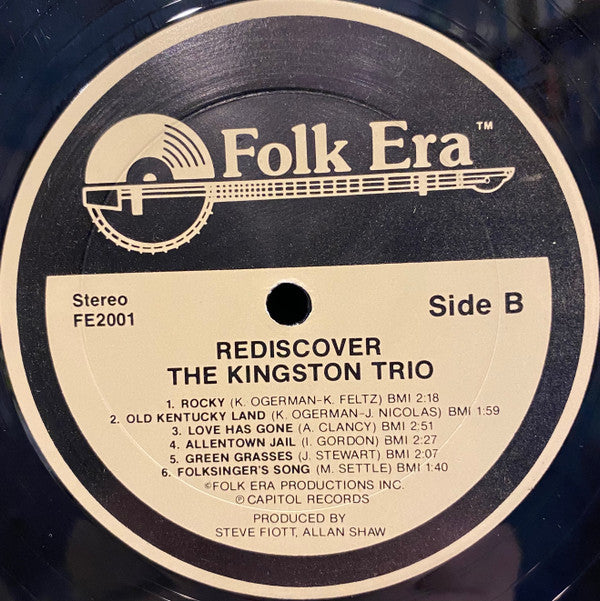 Folk Era™
Stereo
FE2001
Side B
REDISCOVER
THE KINGSTON TRIO
1. ROCKY (K. OGERMAN-K. FELTZ) BMI 2:18
2. OLD KENTUCKY LAND (K. OGERMAN-J. NICOLAS) BMI 1:59
3. LOVE HAS GONE (A. CLANCY) BMI 2:51
4. ALLENTOWN JAIL (I. GORDON) BMI 2:27
5. GREEN GRASSES (J. STEWART) BMI 2:07
6. FOLKSINGER'S SONG (M. SETTLE) BMI 1:40
©FOLK ERA PRODUCTIONS INC.
℗CAPITOL RECORDS
PRODUCED BY
STEVE FIOTT, ALLAN SHAW